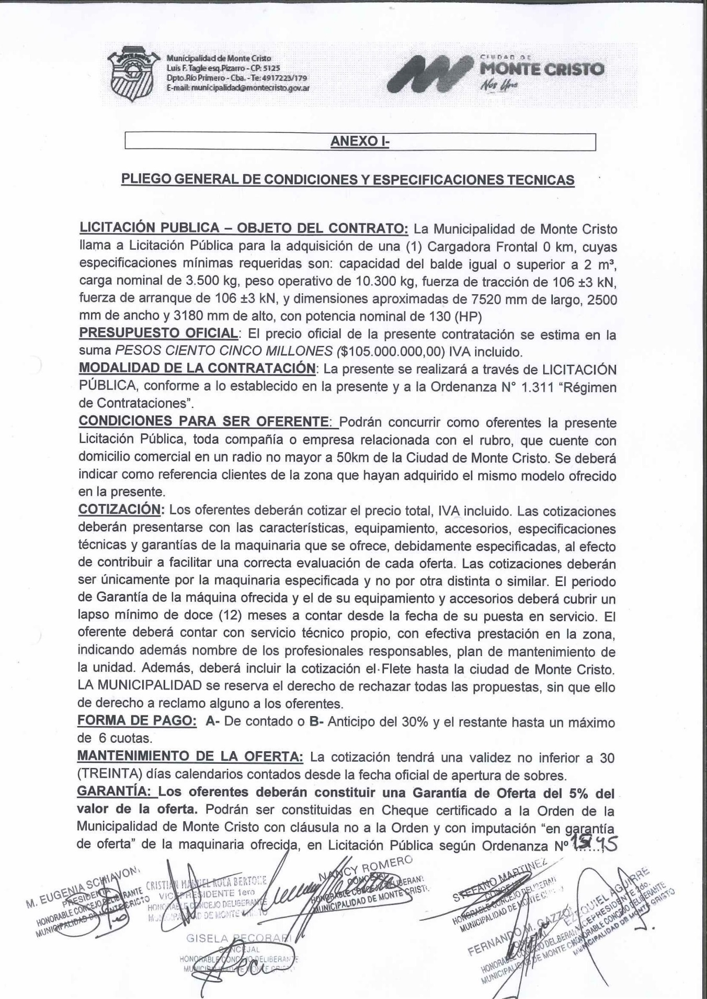 Municipalidad de Monte Cristo
Luis F. Tagle esq.Pizarro - CP: 5125
Dpto.Río Primero - Cba. - Te: 4917223/179
E-mail: municipalidad@montecristo.gov.ar
CIUDAD DE
MONTE CRISTO
Nos Une
ANEXO I-
PLIEGO GENERAL DE CONDICIONES Y ESPECIFICACIONES TECNICAS
LICITACIÓN PUBLICA – OBJETO DEL CONTRATO: La Municipalidad de Monte Cristo
llama a Licitación Pública para la adquisición de una (1) Cargadora Frontal 0 km, cuyas
especificaciones mínimas requeridas son: capacidad del balde igual o superior a 2 m³,
carga nominal de 3.500 kg, peso operativo de 10.300 kg, fuerza de tracción de 106 ±3 kN,
fuerza de arranque de 106 ±3 kN, y dimensiones aproximadas de 7520 mm de largo, 2500
mm de ancho y 3180 mm de alto, con potencia nominal de 130 (HP)
PRESUPUESTO OFICIAL: El precio oficial de la presente contratación se estima en la
suma PESOS CIENTO CINCO MILLONES ($105.000.000,00) IVA incluido.
MODALIDAD DE LA CONTRATACIÓN: La presente se realizará a través de LICITACIÓN
PÚBLICA, conforme a lo establecido en la presente y a la Ordenanza N° 1.311 “Régimen
de Contrataciones”.
CONDICIONES PARA SER OFERENTE: Podrán concurrir como oferentes la presente
Licitación Pública, toda compañía o empresa relacionada con el rubro, que cuente con
domicilio comercial en un radio no mayor a 50km de la Ciudad de Monte Cristo. Se deberá
indicar como referencia clientes de la zona que hayan adquirido el mismo modelo ofrecido
en la presente.
COTIZACIÓN: Los oferentes deberán cotizar el precio total, IVA incluido. Las cotizaciones
deberán presentarse con las características, equipamiento, accesorios, especificaciones
técnicas y garantías de la maquinaria que se ofrece, debidamente especificadas, al efecto
de contribuir a facilitar una correcta evaluación de cada oferta. Las cotizaciones deberán
ser únicamente por la maquinaria especificada y no por otra distinta o similar. El periodo
de Garantía de la máquina ofrecida y el de su equipamiento y accesorios deberá cubrir un
lapso mínimo de doce (12) meses a contar desde la fecha de su puesta en servicio. El
oferente deberá contar con servicio técnico propio, con efectiva prestación en la zona,
indicando además nombre de los profesionales responsables, plan de mantenimiento de
la unidad. Además, deberá incluir la cotización el Flete hasta la ciudad de Monte Cristo.
LA MUNICIPALIDAD se reserva el derecho de rechazar todas las propuestas, sin que ello
de derecho a reclamo alguno a los oferentes.
FORMA DE PAGO: A- De contado o B- Anticipo del 30% y el restante hasta un máximo
de 6 cuotas.
MANTENIMIENTO DE LA OFERTA: La cotización tendrá una validez no inferior a 30
(TREINTA) días calendarios contados desde la fecha oficial de apertura de sobres.
GARANTÍA: Los oferentes deberán constituir una Garantía de Oferta del 5% del
valor de la oferta. Podrán ser constituidas en Cheque certificado a la Orden de la
Municipalidad de Monte Cristo con cláusula no a la Orden y con imputación “en garantía
de oferta” de la maquinaria ofrecida, en Licitación Pública según Ordenanza Nº
M. EUGENIA SCHIAVONI
PRESIDENTA
HONORABLE CONCEJO DELIBERANTE
MUNICIPALIDAD DE MONTE CRISTO
CRISTIAN MANUEL ROCA BERTONE
VICEPRESIDENTE 1ero
HONORABLE CONCEJO DELIBERANTE
MUNICIPALIDAD DE MONTE CRISTO
NANCY ROMERO
CONCEJAL
HONORABLE CONCEJO DELIBERANTE
MUNICIPALIDAD DE MONTE CRISTO
STEFANO MARTINEZ
CONCEJAL
HONORABLE CONCEJO DELIBERANTE
MUNICIPALIDAD DE MONTE CRISTO
EZEQUIEL AGUIRRE
VICEPRESIDENTE 2do.
HONORABLE CONCEJO DELIBERANTE
MUNICIPALIDAD DE MONTE CRISTO
FERNANDO M. GAZZONI
CONCEJAL
HONORABLE CONCEJO DELIBERANTE
MUNICIPALIDAD DE MONTE CRISTO
GISELA PECORARI
CONCEJAL
HONORABLE CONCEJO DELIBERANTE
MUNICIPALIDAD DE MONTE CRISTO